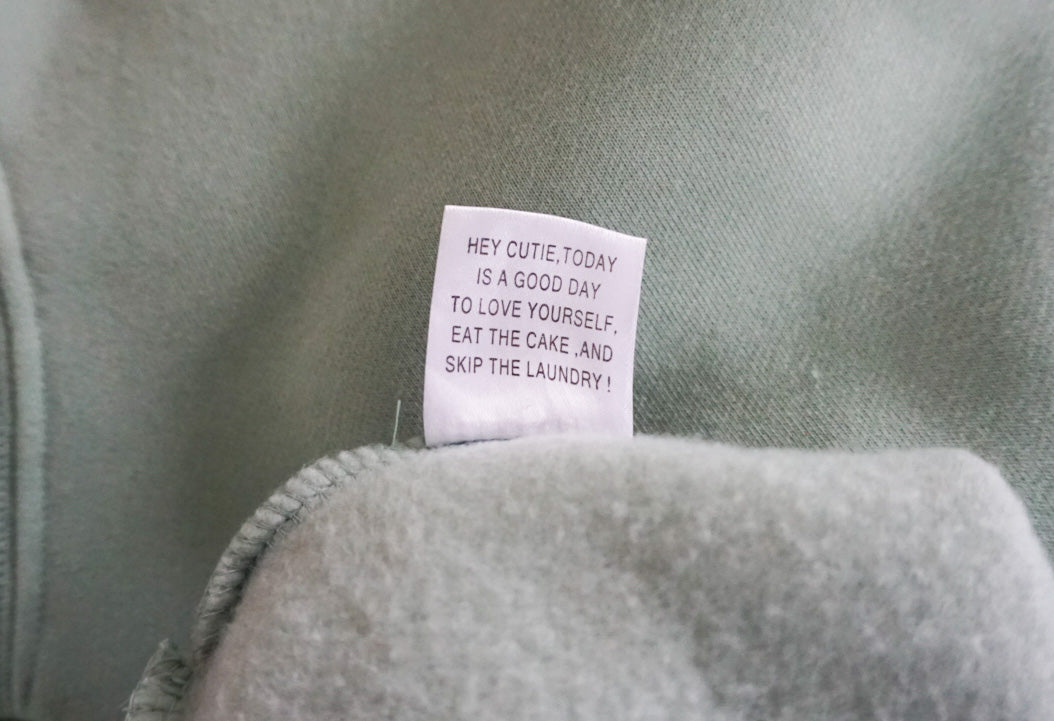 HEY CUTIE,TODAY
IS A GOOD DAY
TO LOVE YOURSELF,
EAT THE CAKE ,AND
SKIP THE LAUNDRY !